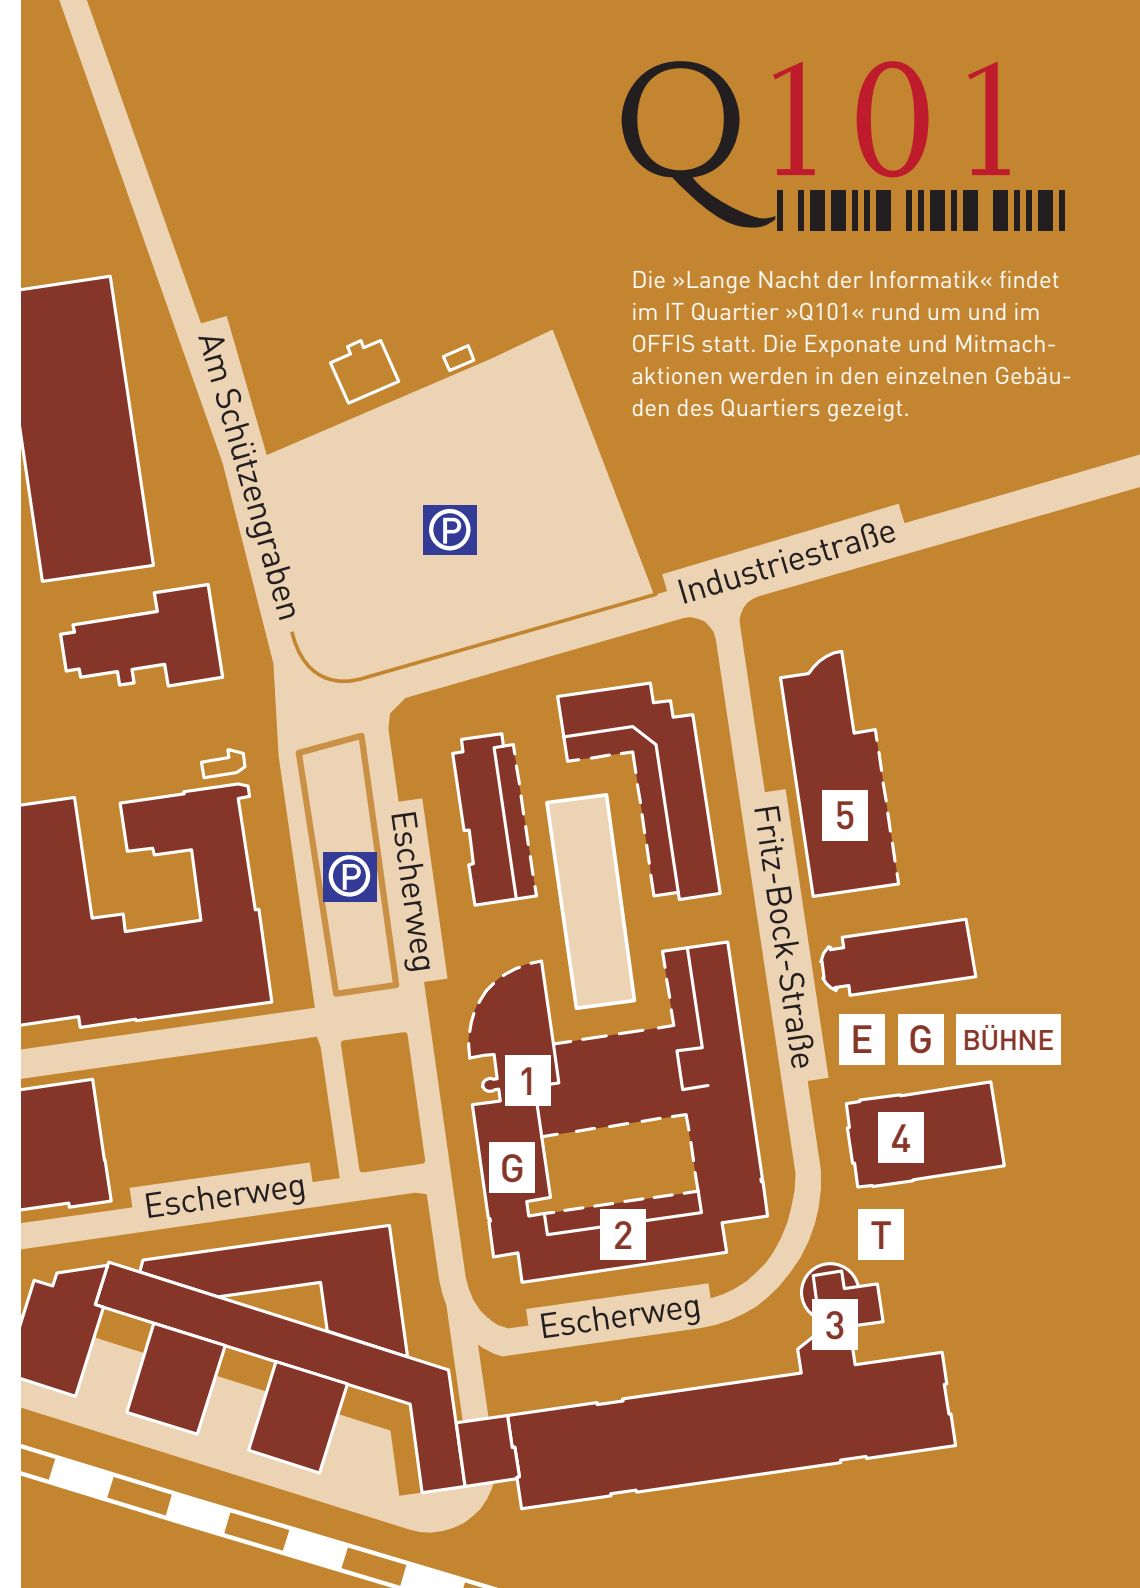 Q101
Die »Lange Nacht der Informatik« findet
im IT Quartier »Q101« rund um und im
OFFIS statt. Die Exponate und Mitmach-
aktionen werden in den einzelnen Gebäu-
den des Quartiers gezeigt.
Am Schützengraben
P
Industriestraße
P
Escherweg
Fritz-Bock-Straße
5
E G BÜHNE
1
4
G
Escherweg
2
T
Escherweg
3